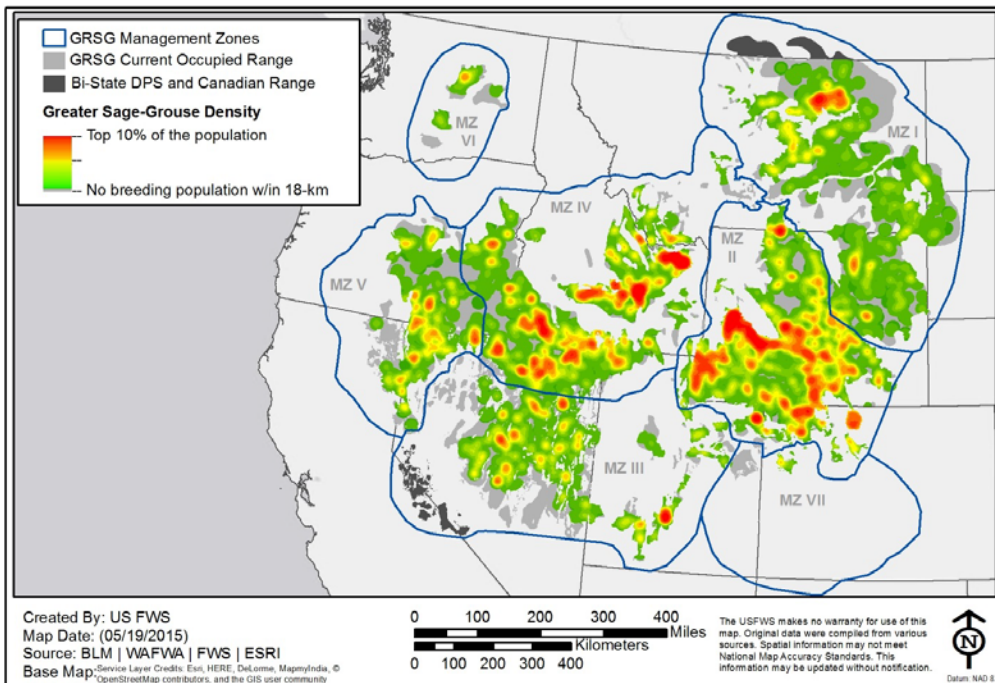 GRSG Management Zones
GRSG Current Occupied Range
Bi-State DPS and Canadian Range
Greater Sage-Grouse Density
Top 10% of the population
No breeding population w/in 18-km
MZ
VI
MZ I
MZ IV
MZ
II
MZ V
MZ III
MZ VII
Created By: US FWS
Map Date: (05/19/2015)
Source: BLM | WAFWA | FWS | ESRI
Base Map: Service Layer Credits: Esri, HERE, DeLorme, MapmyIndia, ©
OpenStreetMap contributors, and the GIS user community
0 100 200 300 400
Miles
Kilometers
0 100 200 300 400
The USFWS makes no warranty for use of this
map. Original data were compiled from various
sources. Spatial information may not meet
National Map Accuracy Standards. This
information may be updated without notification.
N
Datum: NAD 8